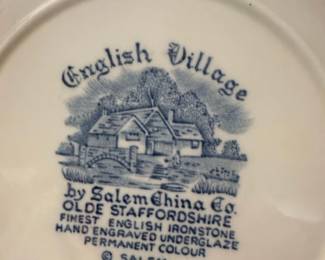 English Village
by Salem China Co.
OLDE STAFFORDSHIRE
FINEST ENGLISH IRONSTONE
HAND ENGRAVED UNDERGLAZE
PERMANENT COLOUR
©